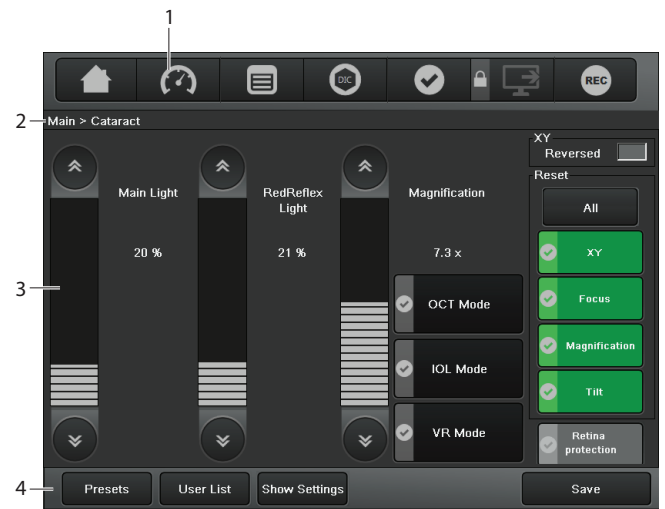 1
DIC
REC
2
Main > Cataract
XY
Reversed
Reset
Main Light
RedReflex
Light
Magnification
All
20 %
21 %
7.3 x
XY
3
OCT Mode
Focus
Magnification
IOL Mode
Tilt
VR Mode
Retina
protection
4
Presets
User List
Show Settings
Save